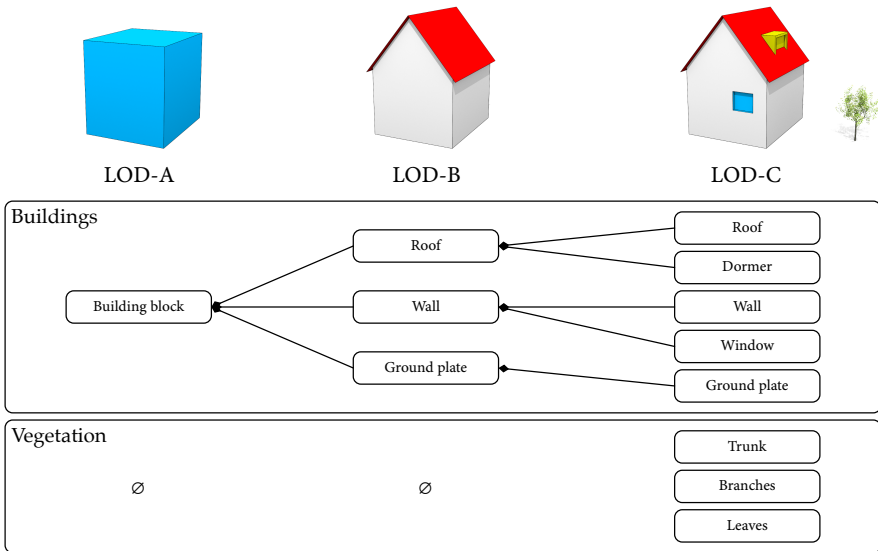 LOD-A
LOD-B
LOD-C
Buildings
Building block
Roof
Wall
Ground plate
Roof
Dormer
Wall
Window
Ground plate
Vegetation
∅
∅
Trunk
Branches
Leaves